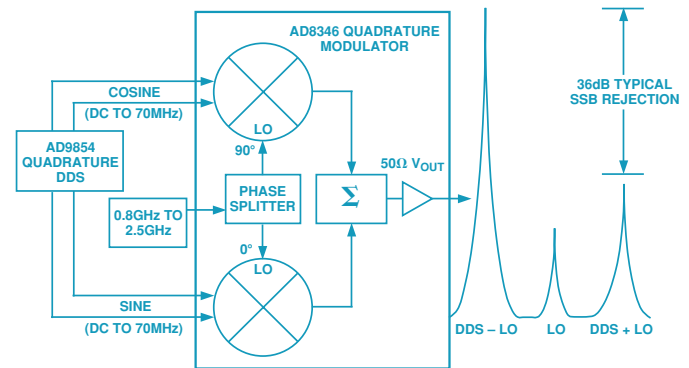 AD8346 QUADRATURE
MODULATOR
COSINE
(DC TO 70MHz)
LO
90°
AD9854
QUADRATURE
DDS
0.8GHz TO
2.5GHz
PHASE
SPLITTER
Σ
50Ω VOUT
0°
LO
SINE
(DC TO 70MHz)
36dB TYPICAL
SSB REJECTION
DDS – LO
LO
DDS + LO